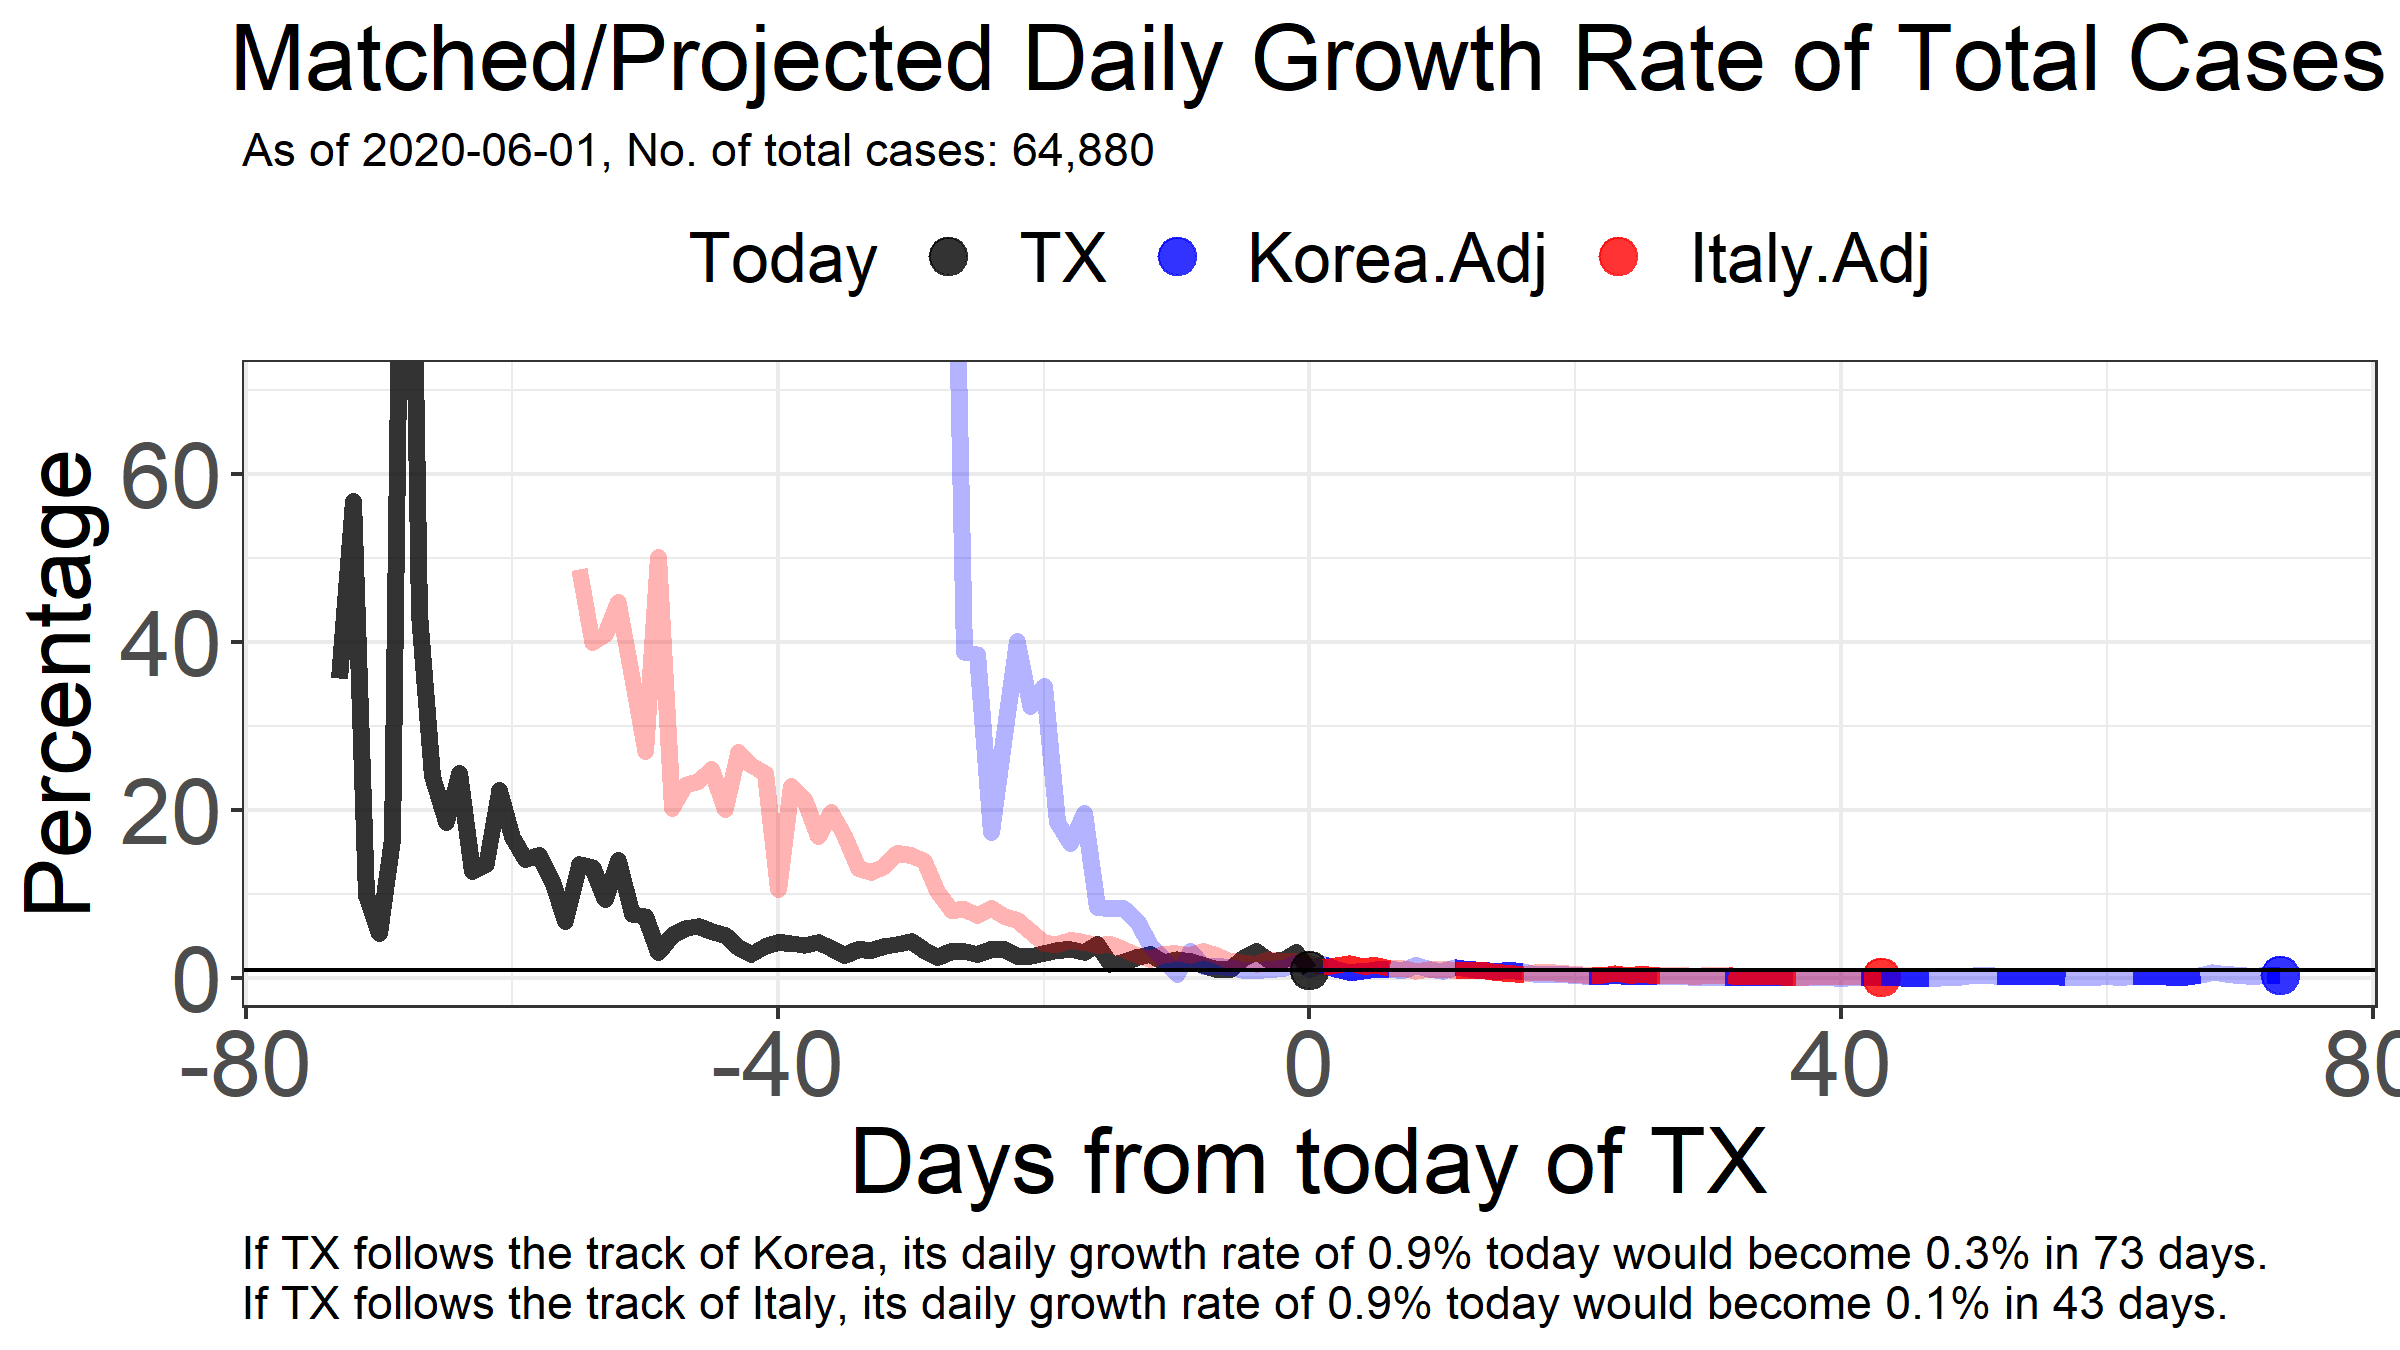 Matched/Projected Daily Growth Rate of Total Cases
As of 2020-06-01, No. of total cases: 64,880
Today TX Korea.Adj Italy.Adj
Percentage
60
40
20
0
-80 -40 0 40 80
Days from today of TX
If TX follows the track of Korea, its daily growth rate of 0.9% today would become 0.3% in 73 days.
If TX follows the track of Italy, its daily growth rate of 0.9% today would become 0.1% in 43 days.